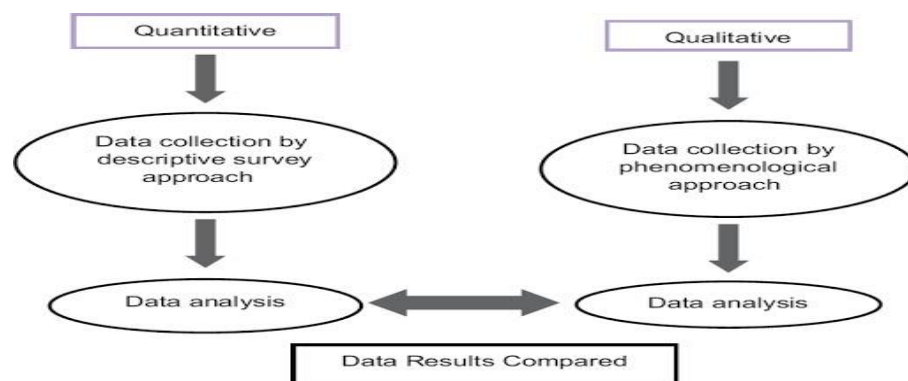 Quantitative
Qualitative
Data collection by
descriptive survey
approach
Data collection by
phenomenological
approach
Data analysis
Data analysis
Data Results Compared